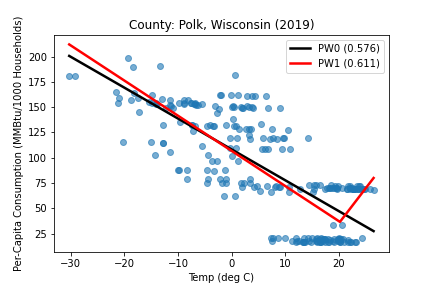 County: Polk, Wisconsin (2019)
Per-Capita Consumption (MMBtu/1000 Households)
200
175
150
125
100
75
50
25
PW0 (0.576)
PW1 (0.611)
−30
−20
−10
0
10
20
Temp (deg C)